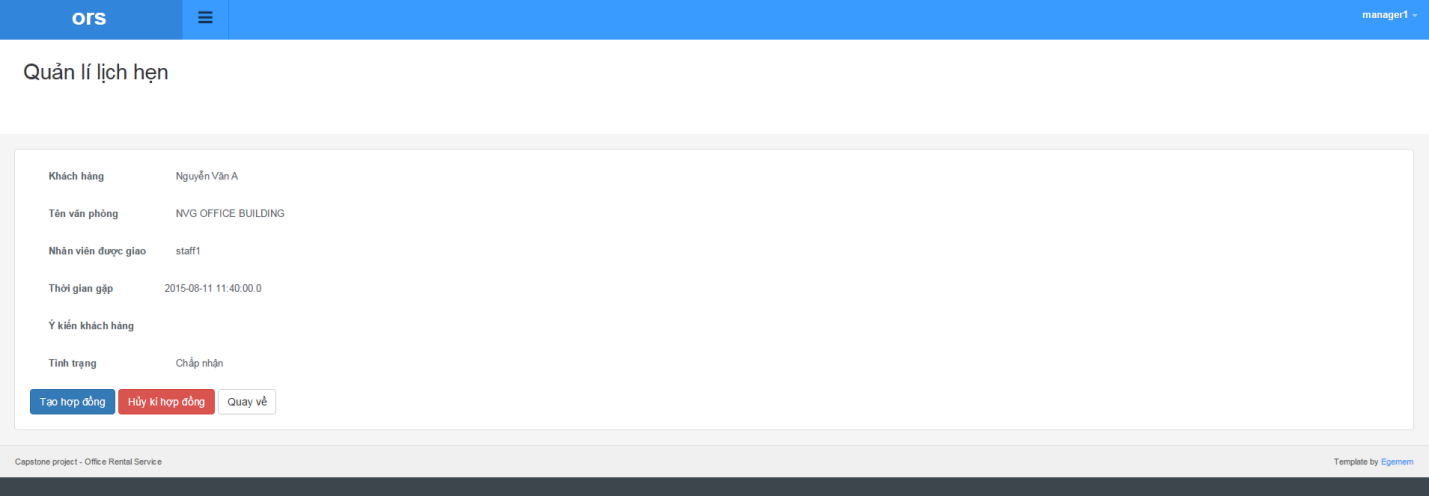 ors
manager1
Quản lí lịch hẹn
Khách hàng Nguyễn Văn A
Tên văn phòng NVG OFFICE BUILDING
Nhân viên được giao staff1
Thời gian gặp 2015-08-11 11:40:00.0
Ý kiến khách hàng
Tình trạng Chấp nhận
Tạo hợp đồng Hủy kí hợp đồng Quay về
Capstone project - Office Rental Service Template by Egemem